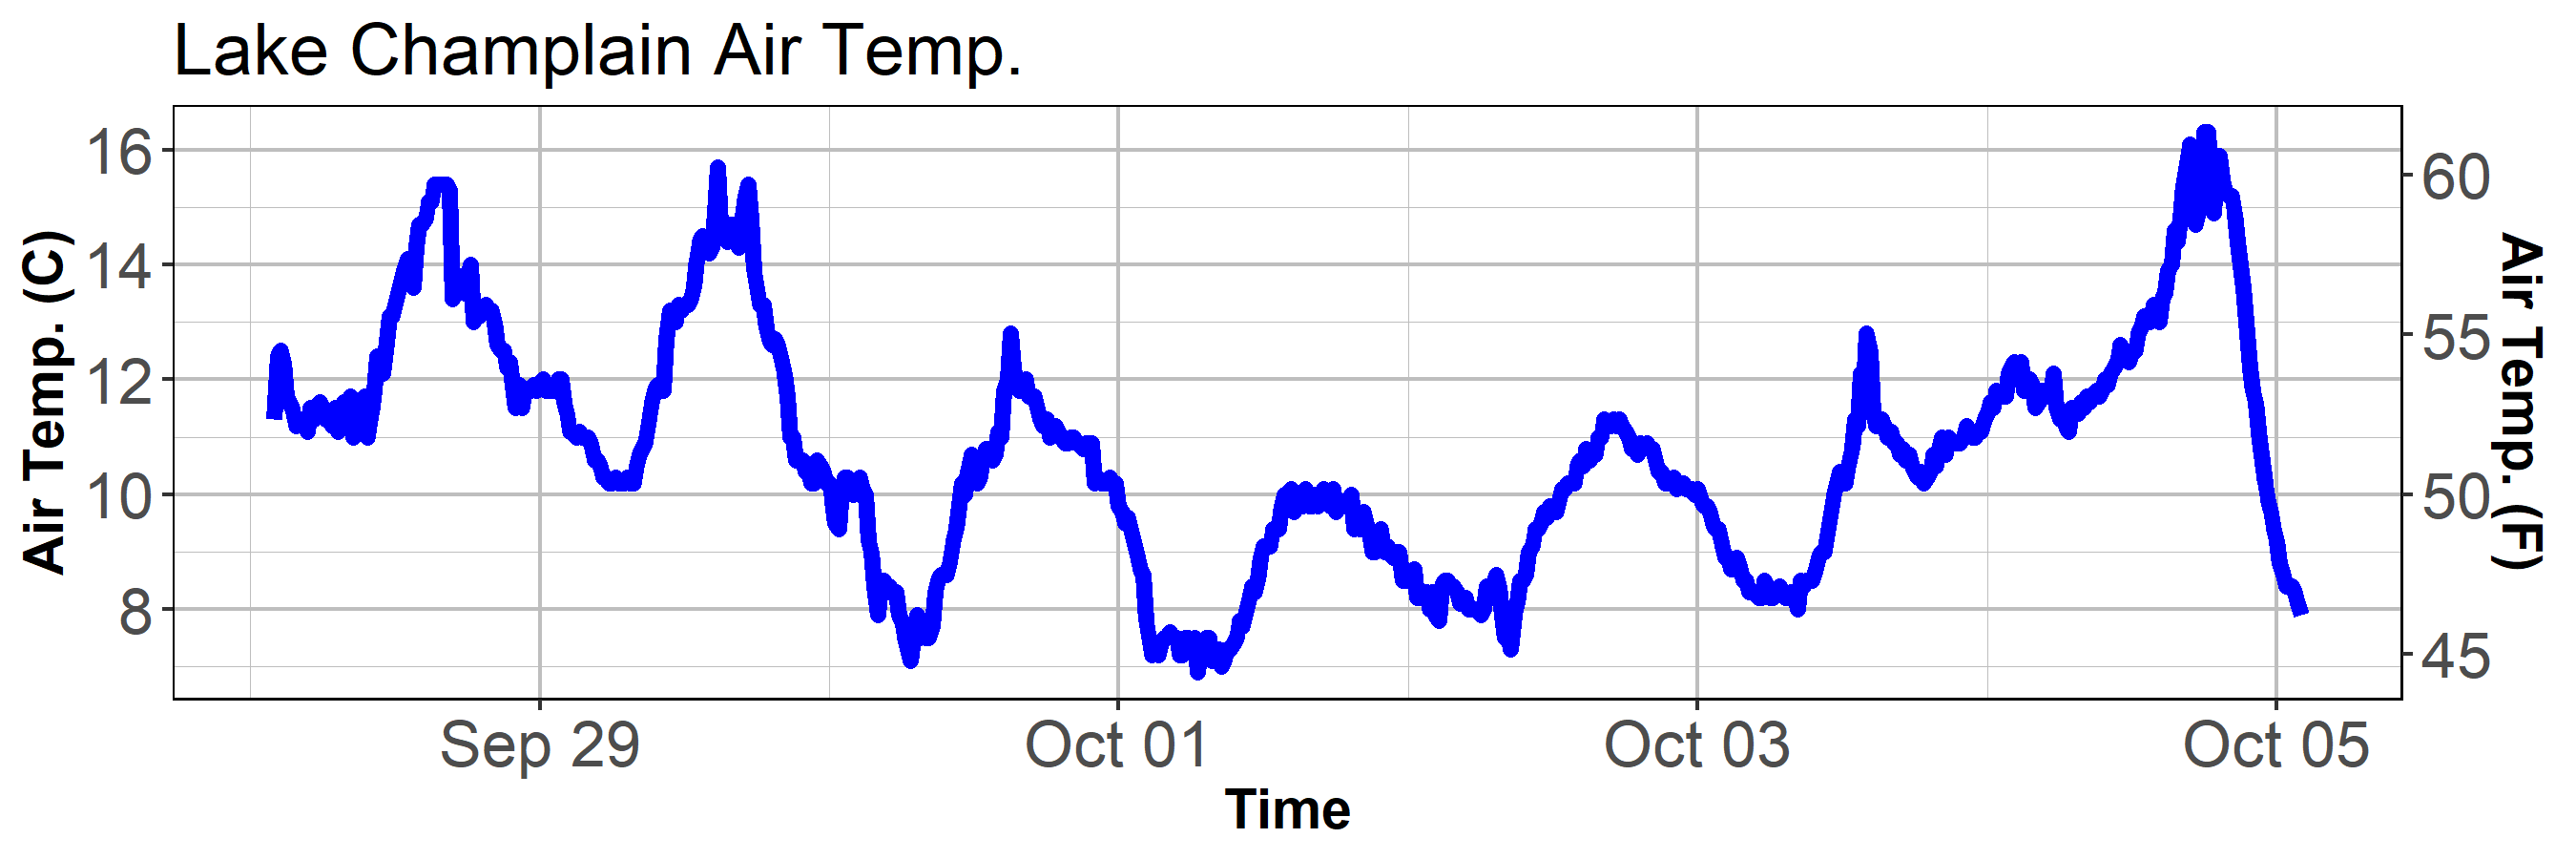 Lake Champlain Air Temp.
Air Temp. (C)
16
14
12
10
8
60
55
50
45
Air Temp. (F)
Sep 29
Oct 01
Oct 03
Oct 05
Time